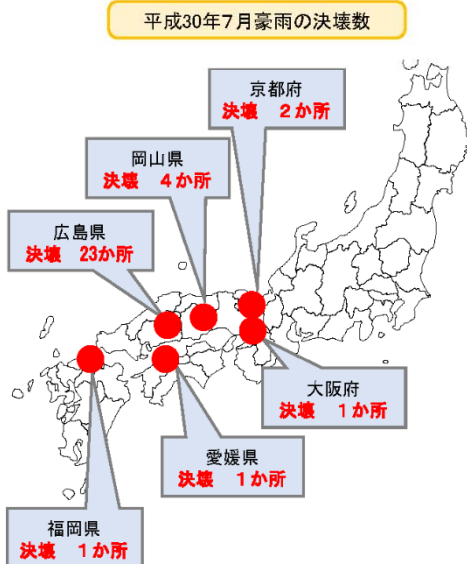 平成30年7月豪雨の決壊数
京都府
決壊　２か所
岡山県
決壊　４か所
広島県
決壊　23か所
大阪府
決壊　１か所
愛媛県
決壊　１か所
福岡県
決壊　１か所